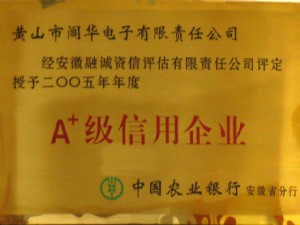 黄山市阊华电子有限责任公司
经安徽融诚资信评估有限责任公司评定
授予二〇〇五年年度
A+级信用企业
中国农业银行 安徽省分行